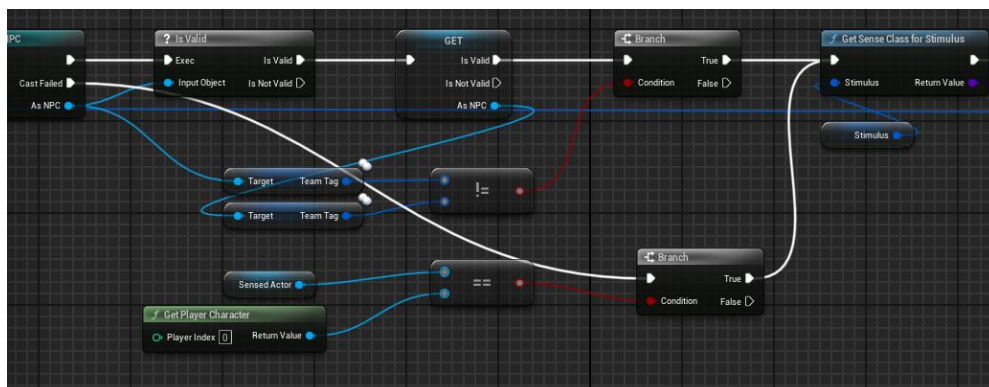 NPC
Cast Failed
As NPC
? Is Valid
Exec
Is Valid
Input Object
Is Not Valid
GET
Is Valid
Is Not Valid
As NPC
Branch
True
Condition
False
f Get Sense Class for Stimulus
Stimulus
Return Value
Stimulus
Target
Team Tag
Target
Team Tag
!=
Sensed Actor
==
Branch
True
Condition
False
f Get Player Character
Player Index 0
Return Value